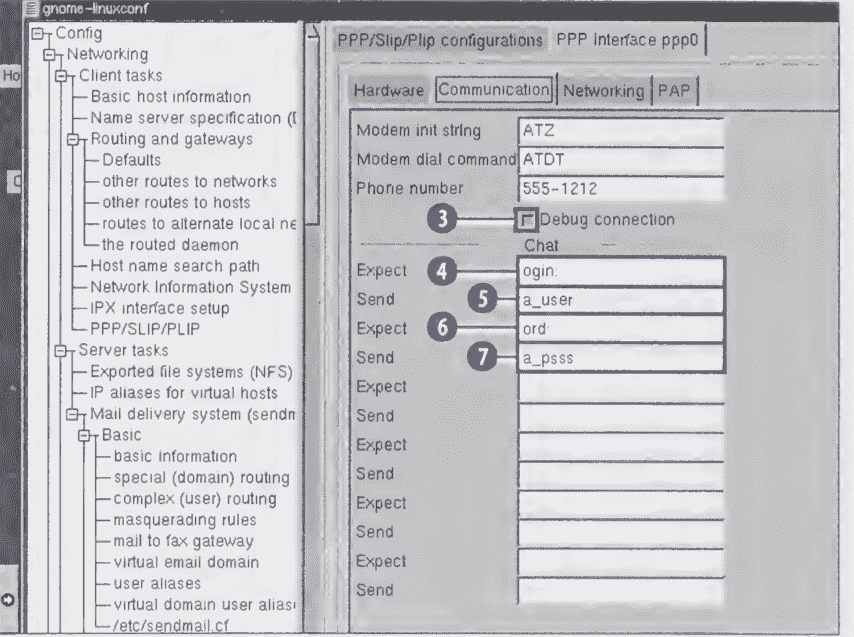 gnome-linuxconf
Config
Networking
Client tasks
Basic host information
Name server specification (D
Routing and gateways
Defaults
other routes to networks
other routes to hosts
routes to alternate local ne
the routed daemon
Host name search path
Network Information System
IPX interface setup
PPP/SLIP/PLIP
Server tasks
Exported file systems (NFS)
IP aliases for virtual hosts
Mail delivery system (sendm
Basic
basic information
special (domain) routing
complex (user) routing
masquerading rules
mail to fax gateway
virtual email domain
user aliases
virtual domain user aliase
/etc/sendmail.cf
Ho
PPP/Slip/Plip configurations PPP Interface ppp0
Hardware Communication Networking PAP
Modem init string ATZ
Modem dial command ATDT
Phone number 555-1212
3 Debug connection
Chat
Expect 4 ogin:
Send 5 a_user
Expect 6 ord:
Send 7 a_psss
Expect
Send
Expect
Send
Expect
Send
Expect
Send